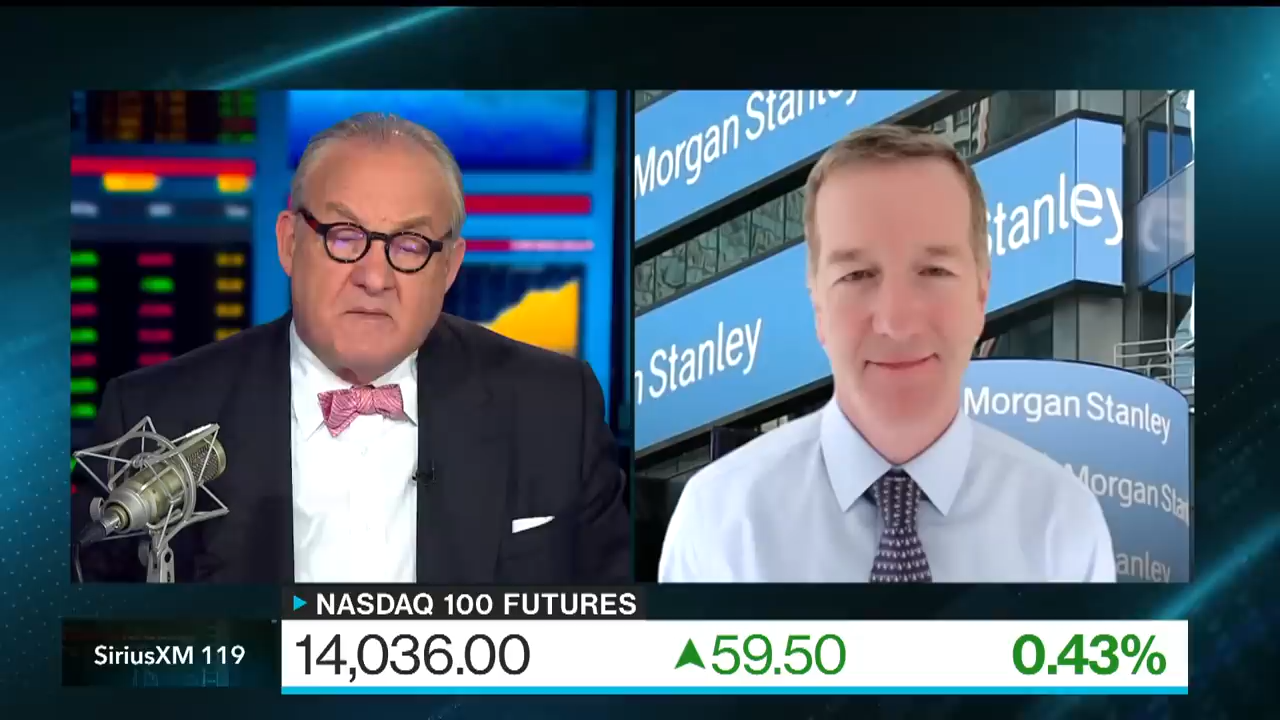 Morgan Stanley
Stanley
Stanley
Morgan Stanley
Morgan Sta
anley
NASDAQ 100 FUTURES
SiriusXM 119
14,036.00 ▲59.50 0.43%